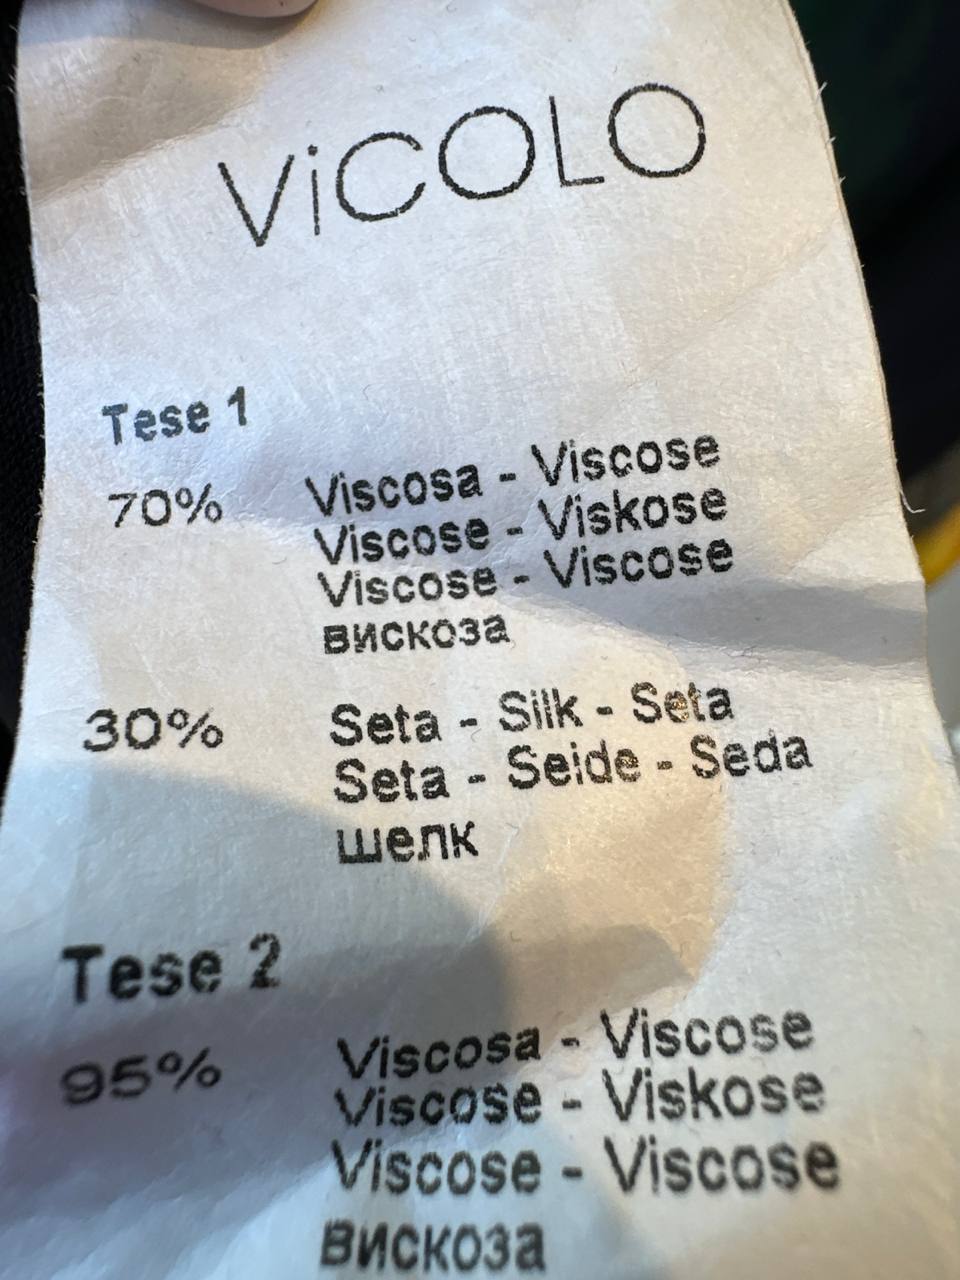 ViCOLO
Tese 1
70% Viscosa - Viscose
Viscose - Viskose
Viscose - Viscose
вискоза
30% Seta - Silk - Seta
Seta - Seide - Seda
шелк
Tese 2
95% Viscosa - Viscose
Viscose - Viskose
Viscose - Viscose
вискоза